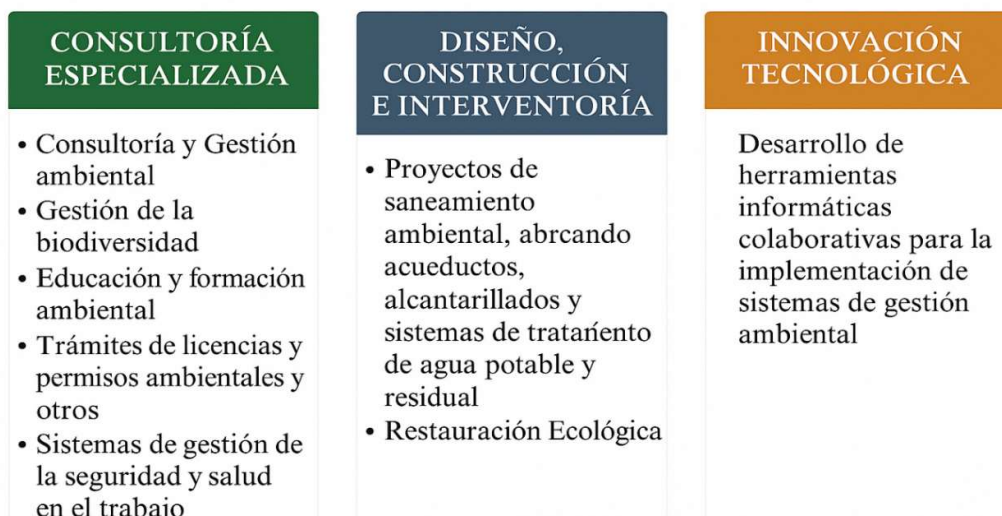 CONSULTORÍA
ESPECIALIZADA
• Consultoría y Gestión
ambiental
• Gestión de la
biodiversidad
• Educación y formación
ambiental
• Trámites de licencias y
permisos ambientales y
otros
• Sistemas de gestión de
la seguridad y salud
en el trabajo
DISEÑO,
CONSTRUCCIÓN
E INTERVENTORÍA
• Proyectos de
saneamiento
ambiental, abrcando
acueductos,
alcantarillados y
sistemas de tratańento
de agua potable y
residual
• Restauración Ecológica
INNOVACIÓN
TECNOLÓGICA
Desarrollo de
herramientas
informáticas
colaborativas para la
implementación de
sistemas de gestión
ambiental